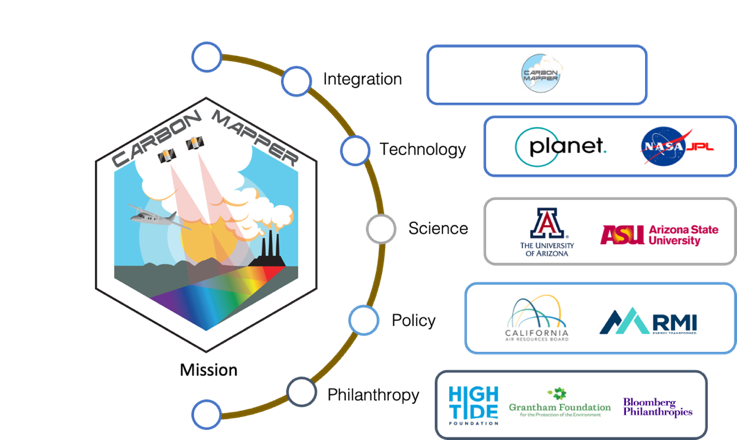 CARBON MAPPER
Mission
Integration
CARBON
MAPPER
Technology
planet.
NASA JPL
Science
A
THE UNIVERSITY
OF ARIZONA
ASU Arizona State
University
Policy
CALIFORNIA
AIR RESOURCES BOARD
RMI
ENERGY. TRANSFORMED.
Philanthropy
HIGH
TIDE
FOUNDATION
Grantham Foundation
for the Protection of the Environment
Bloomberg
Philanthropies